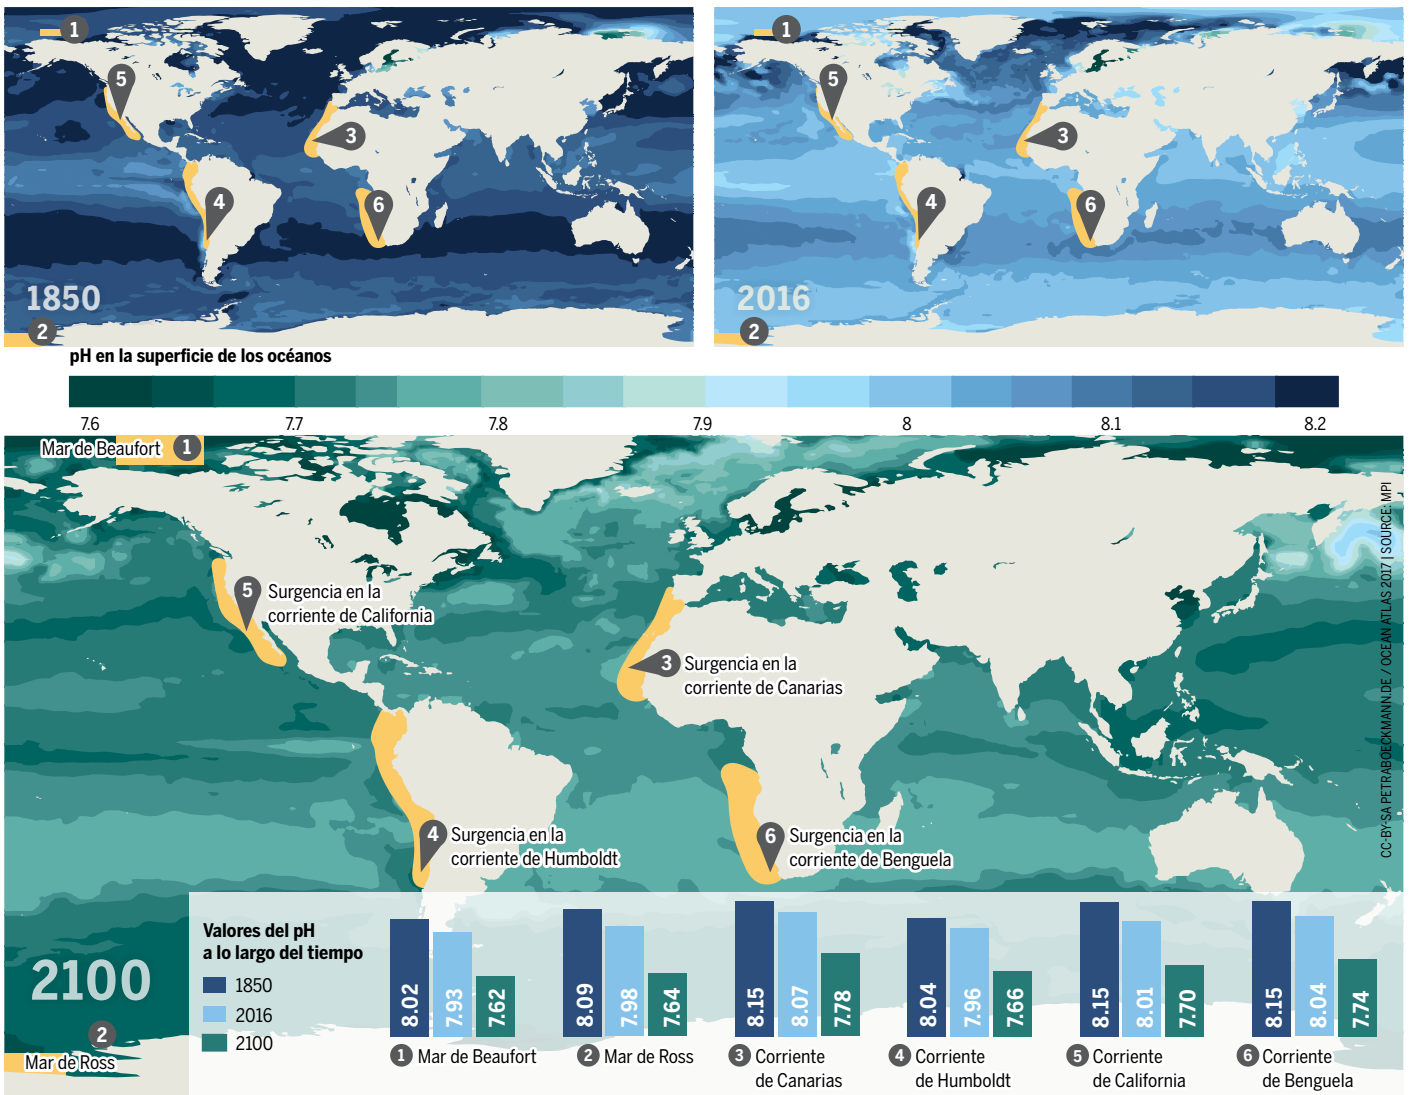 1
5
3
4
6
1850
2
1
5
3
4
6
2016
2
pH en la superficie de los océanos
7.6 7.7 7.8 7.9 8 8.1 8.2
Mar de Beaufort 1
5 Surgencia en la
corriente de California
3 Surgencia en la
corriente de Canarias
4 Surgencia en la
corriente de Humboldt
6 Surgencia en la
corriente de Benguela
2100
2
Mar de Ross
Valores del pH
a lo largo del tiempo
1850
2016
2100
8.02 7.93 7.62
1 Mar de Beaufort
8.09 7.98 7.64
2 Mar de Ross
8.15 8.07 7.78
3 Corriente
de Canarias
8.04 7.96 7.66
4 Corriente
de Humboldt
8.15 8.01 7.70
5 Corriente
de California
8.15 8.04 7.74
6 Corriente
de Benguela
CC-BY-SA PETRABOECKMANN.DE / OCEAN ATLAS 2017 | SOURCE: MPI